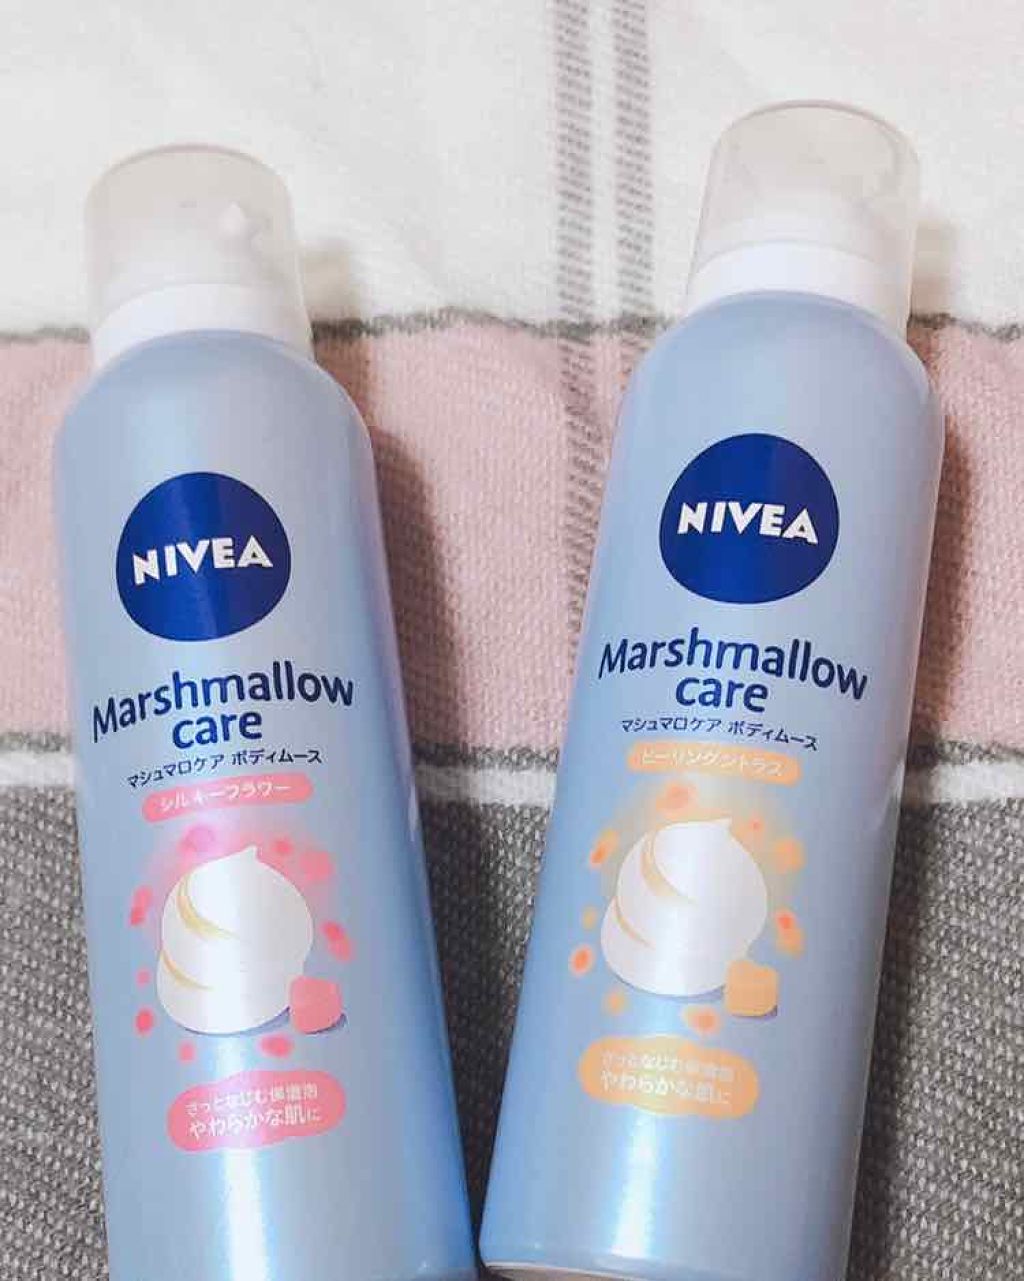 NIVEA
Marshmallow
care
マシュマロケア ボディムース
シルキーフラワー
さっとなじむ保湿泡
やわらかな肌に
NIVEA
Marshmallow
care
マシュマロケア ボディムース
ヒーリングシトラス
さっとなじむ保湿泡
やわらかな肌に